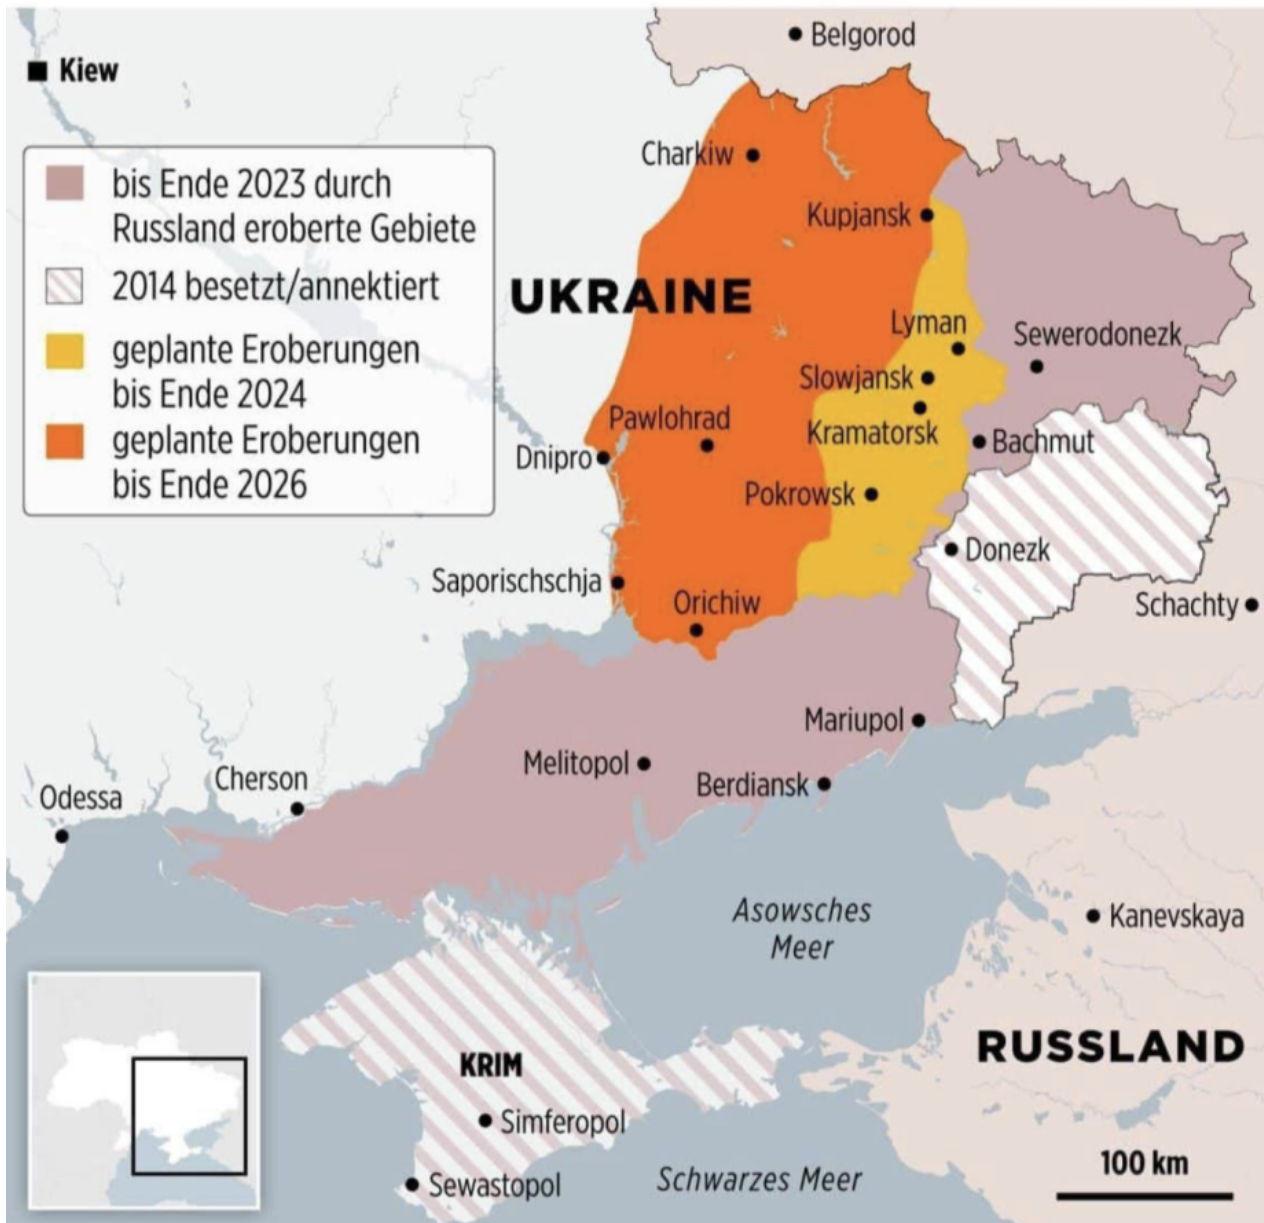 Belgorod
Kiew
bis Ende 2023 durch
Russland eroberte Gebiete
2014 besetzt/annektiert
geplante Eroberungen
bis Ende 2024
geplante Eroberungen
bis Ende 2026
Charkiw
Kupjansk
UKRAINE
Lyman
Sewerodonezk
Slowjansk
Pawlohrad
Kramatorsk
Bachmut
Dnipro
Pokrowsk
Donezk
Saporischschja
Orichiw
Schachty
Mariupol
Melitopol
Cherson
Berdiansk
Odessa
Asowsches
Meer
Kanevskaya
RUSSLAND
KRIM
Simferopol
100 km
Schwarzes Meer
Sewastopol